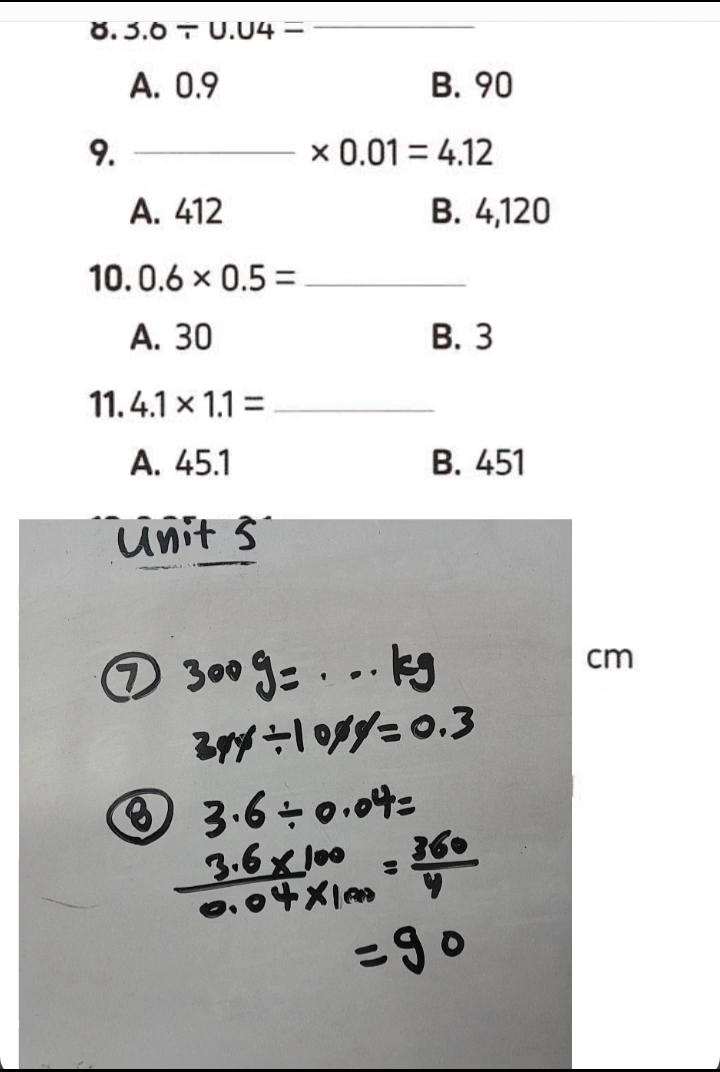 8. 3.6 ÷ 0.04 =
A. 0.9 B. 90
9. × 0.01 = 4.12
A. 412 B. 4,120
10. 0.6 × 0.5 =
A. 30 B. 3
11. 4.1 × 1.1 =
A. 45.1 B. 451
Unit 5
7 300g = ... kg
300 ÷ 1000 = 0.3
cm
8 3.6 ÷ 0.04 =
3.6 × 100 = 360
0.04 × 100 4
= 90